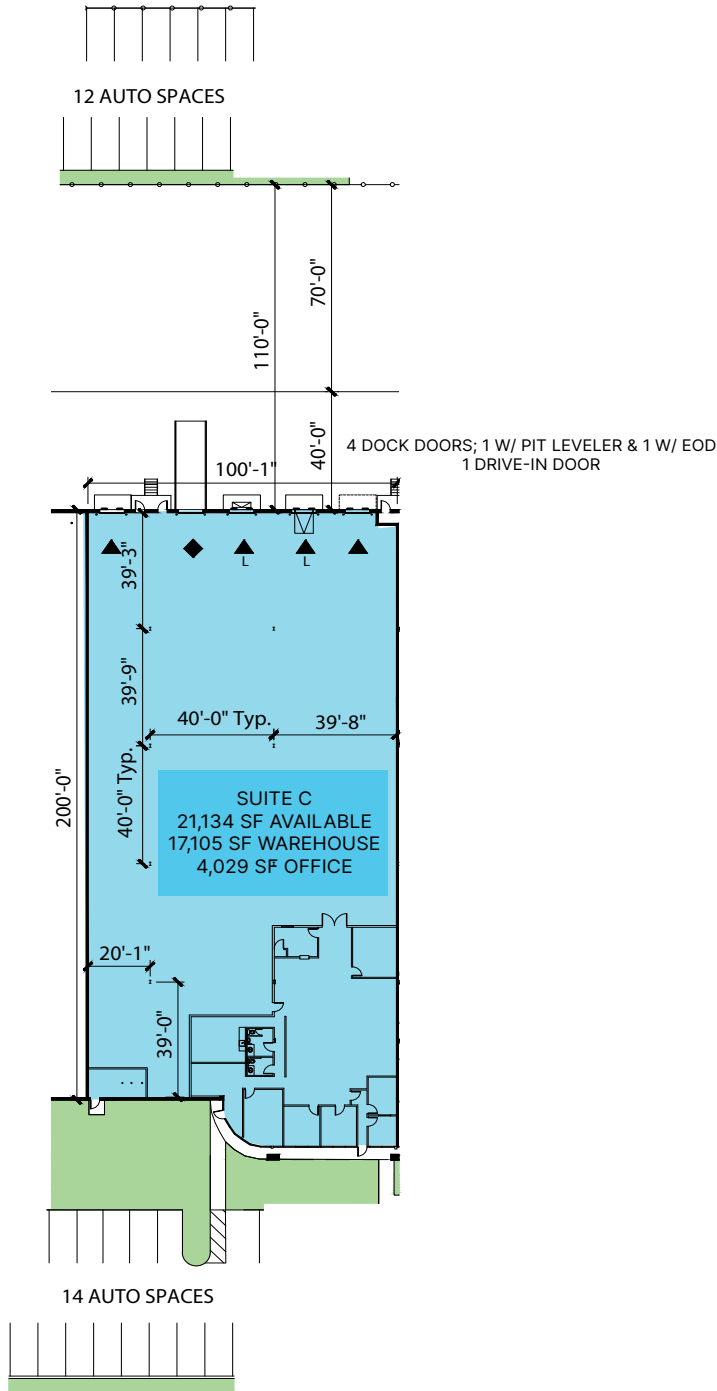 12 AUTO SPACES
70'-0"
110'-0"
40'-0"
4 DOCK DOORS; 1 W/ PIT LEVELER & 1 W/ EOD
1 DRIVE-IN DOOR
100'-1"
L
L
39'-3"
39'-9"
40'-0" Typ.
39'-8"
40'-0" Typ.
200'-0"
SUITE C
21,134 SF AVAILABLE
17,105 SF WAREHOUSE
4,029 SF OFFICE
20'-1"
39'-0"
14 AUTO SPACES